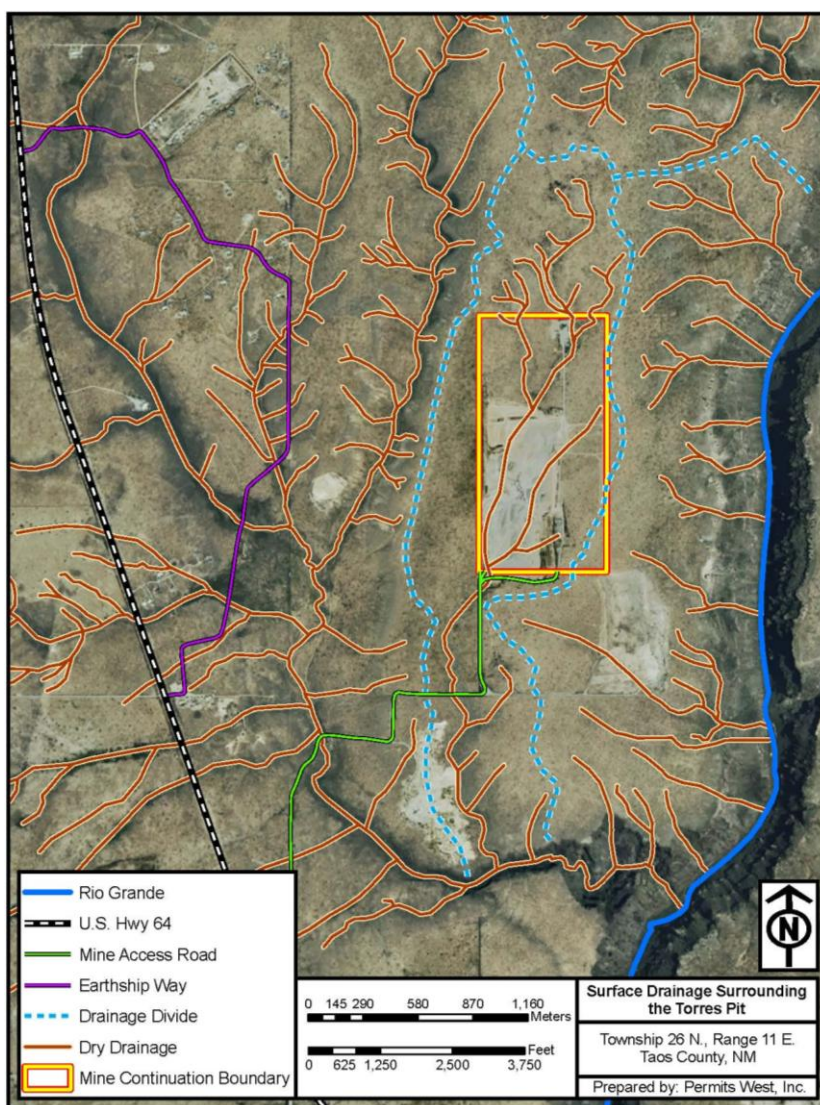 Rio Grande
U.S. Hwy 64
Mine Access Road
Earthship Way
Drainage Divide
Dry Drainage
Mine Continuation Boundary
0 145 290 580 870 1,160
Meters
Feet
0 625 1,250 2,500 3,750
N
Surface Drainage Surrounding
the Torres Pit
Township 26 N., Range 11 E.
Taos County, NM
Prepared by: Permits West, Inc.